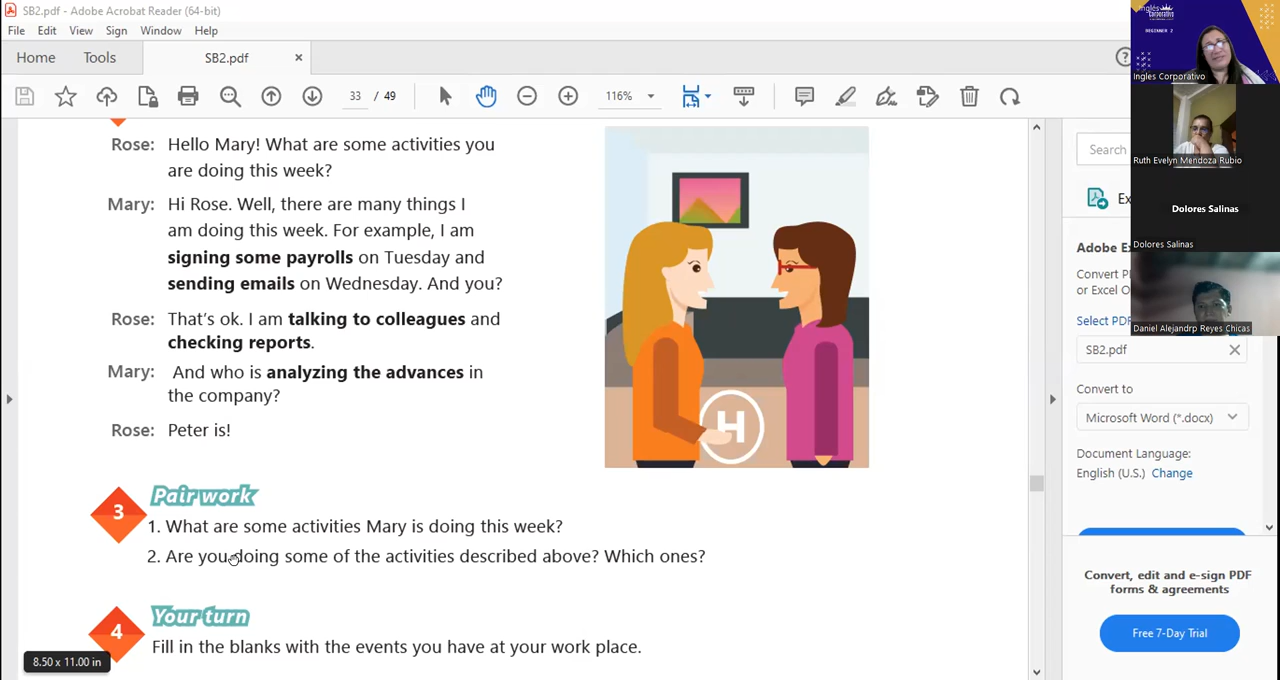 SB2.pdf - Adobe Acrobat Reader (64-bit)
File Edit View Sign Window Help
Home Tools SB2.pdf ×
33 / 49 116%
Rose: Hello Mary! What are some activities you
are doing this week?
Mary: Hi Rose. Well, there are many things I
am doing this week. For example, I am
signing some payrolls on Tuesday and
sending emails on Wednesday. And you?
Rose: That's ok. I am talking to colleagues and
checking reports.
Mary: And who is analyzing the advances in
the company?
Rose: Peter is!
H
3 Pair work
1. What are some activities Mary is doing this week?
2. Are you doing some of the activities described above? Which ones?
4 Your turn
Fill in the blanks with the events you have at your work place.
8.50 x 11.00 in
Inglés
Corporativo
BEGINNER 2
Ingles Corporativo
Ruth Evelyn Mendoza Rubio
Dolores Salinas
Dolores Salinas
Daniel Alejandrp Reyes Chicas
Search
Ex
Adobe Ex
Convert P
or Excel O
Select PD
SB2.pdf
Convert to
Microsoft Word (*.docx)
Document Language:
English (U.S.) Change
Convert, edit and e-sign PDF
forms & agreements
Free 7-Day Trial